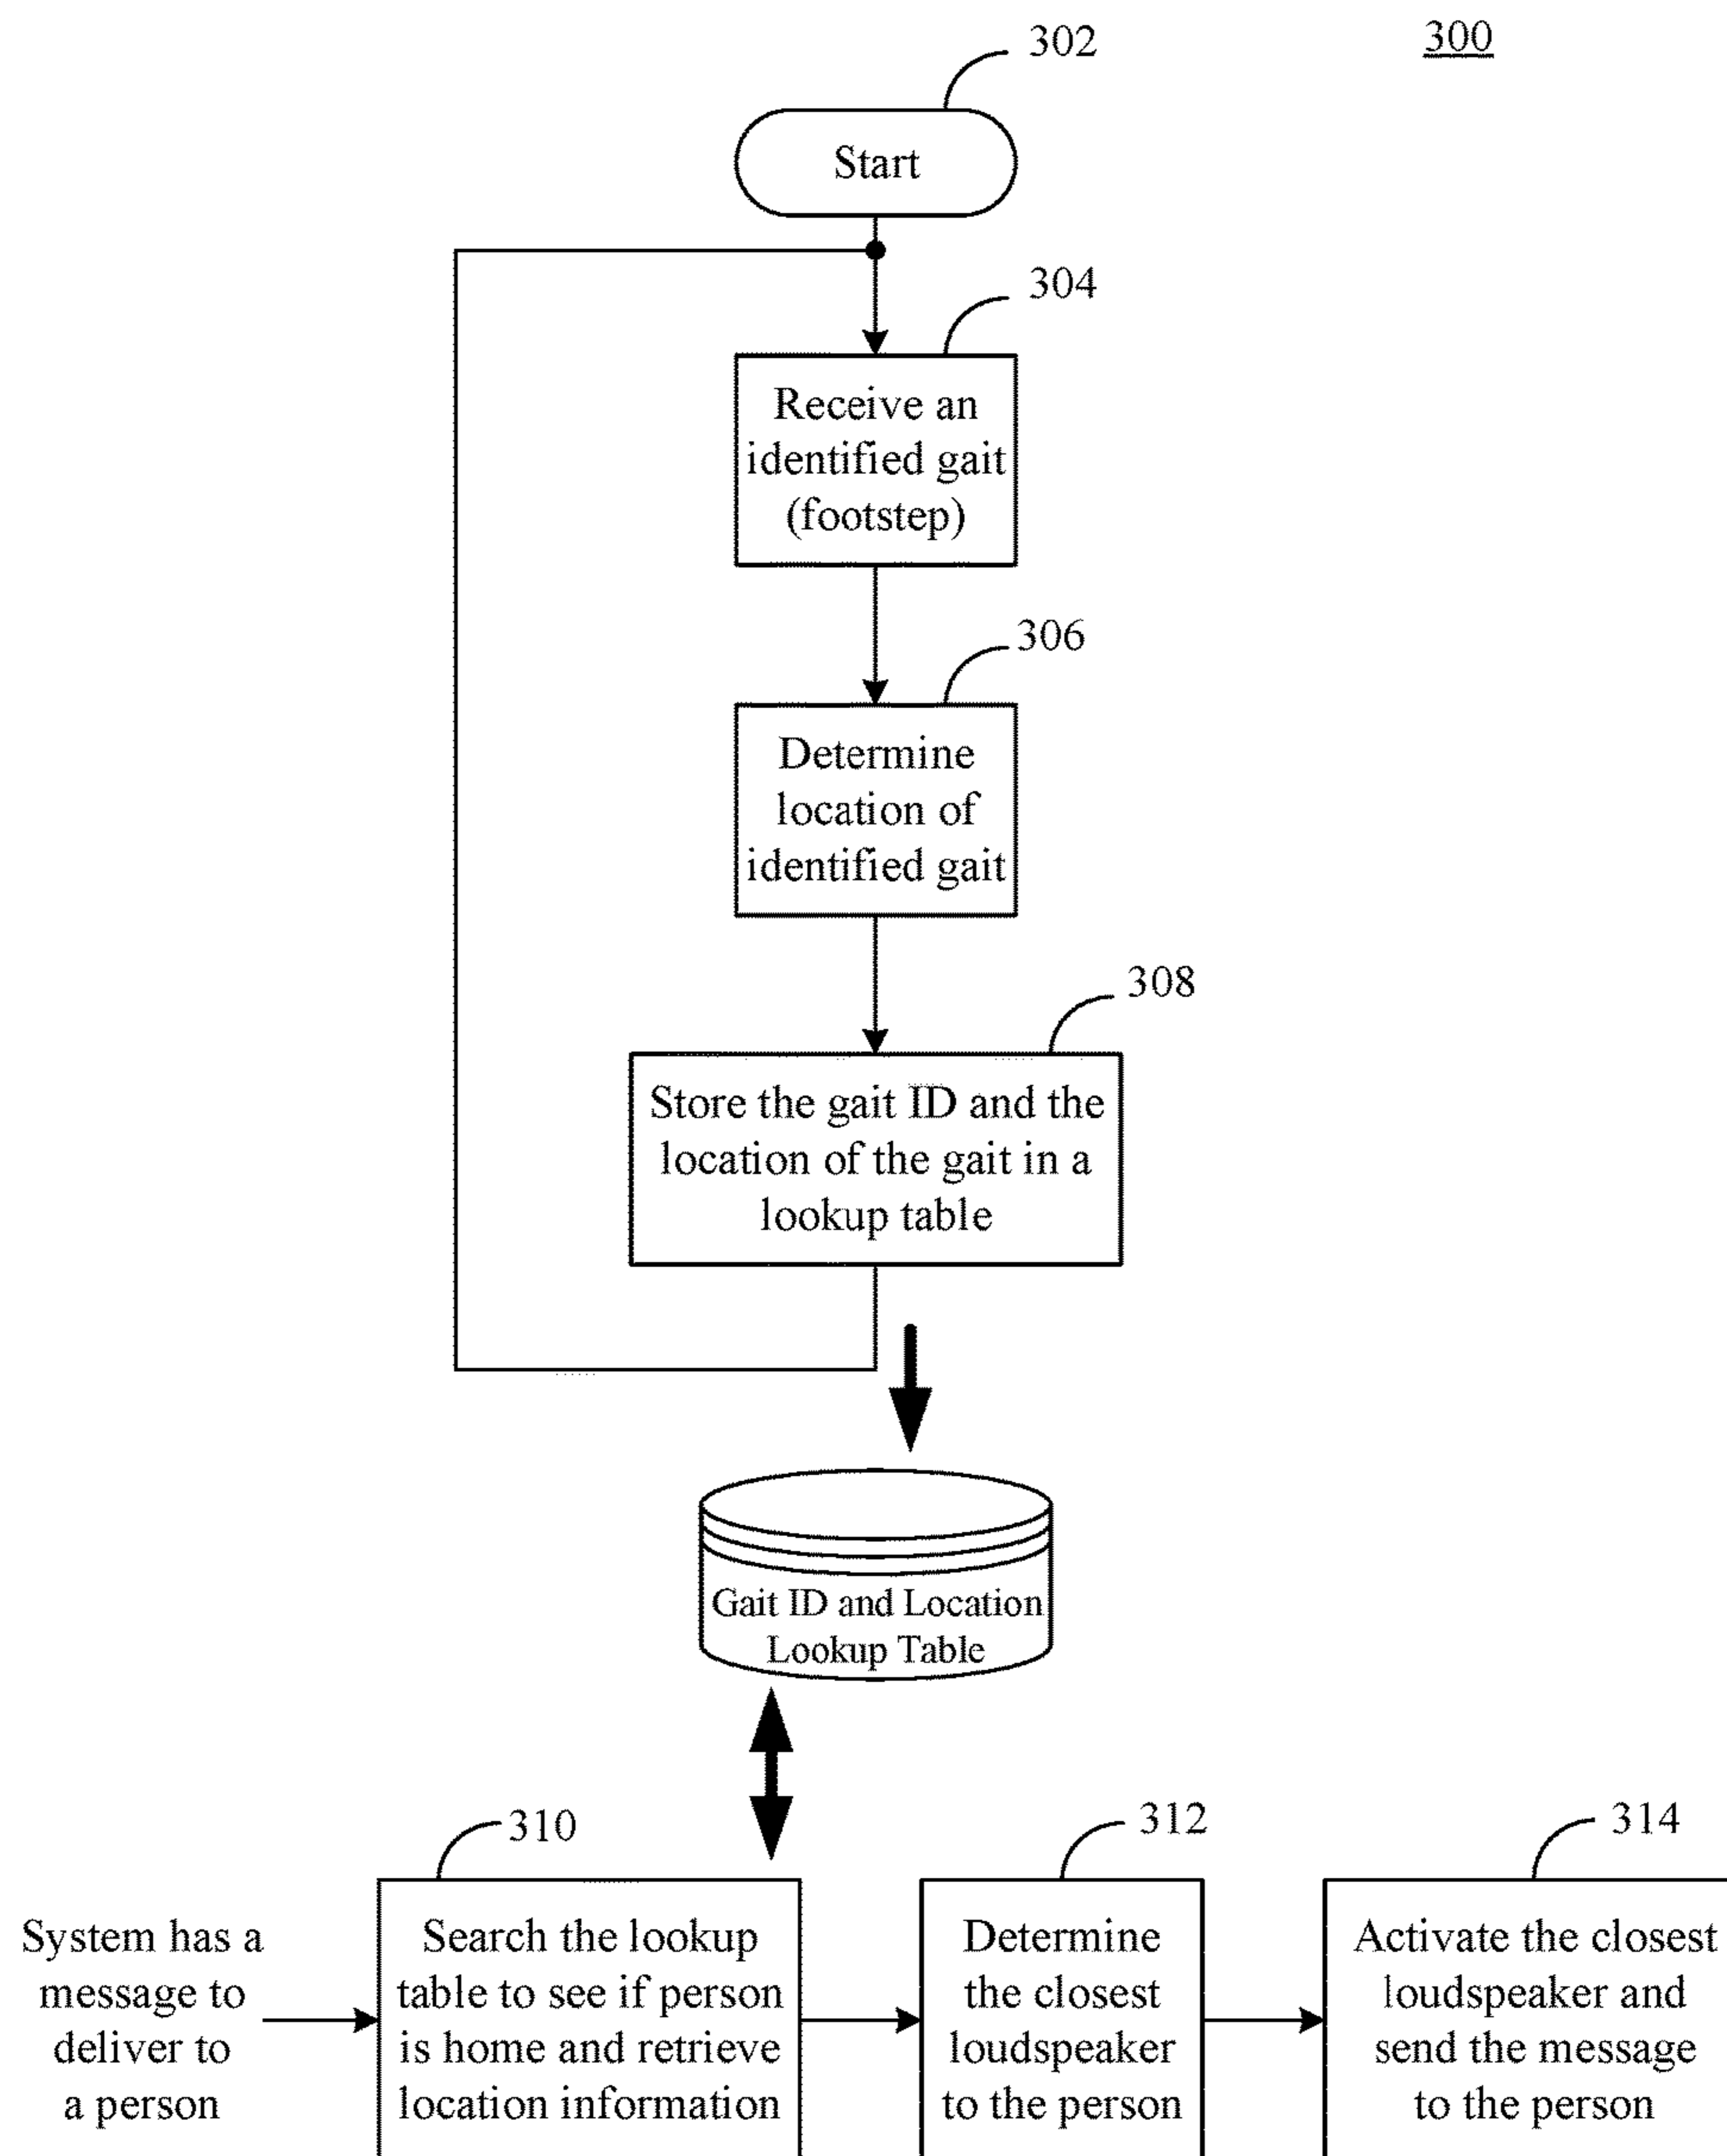 300
302
Start
304
Receive an
identified gait
(footstep)
306
Determine
location of
identified gait
308
Store the gait ID and the
location of the gait in a
lookup table
Gait ID and Location
Lookup Table
System has a
message to
deliver to
a person
310
Search the lookup
table to see if person
is home and retrieve
location information
312
Determine
the closest
loudspeaker
to the person
314
Activate the closest
loudspeaker and
send the message
to the person